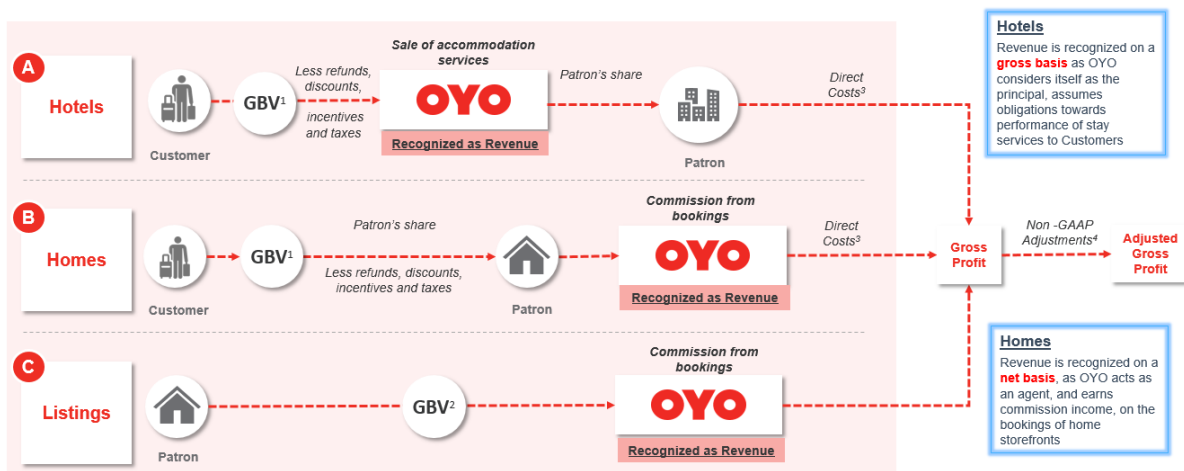 A
Hotels
Customer
GBV1
Less refunds,
discounts,
incentives
and taxes
Sale of accommodation
services
OYO
Recognized as Revenue
Patron's share
Patron
Direct
Costs3
Hotels
Revenue is recognized on a
gross basis as OYO
considers itself as the
principal, assumes
obligations towards
performance of stay
services to Customers
B
Homes
Customer
GBV1
Patron's share
Less refunds, discounts,
incentives and taxes
Patron
Commission from
bookings
OYO
Recognized as Revenue
Direct
Costs3
Gross
Profit
Non -GAAP
Adjustments4
Adjusted
Gross
Profit
C
Listings
Patron
GBV2
Commission from
bookings
OYO
Recognized as Revenue
Homes
Revenue is recognized on a
net basis, as OYO acts as
an agent, and earns
commission income, on the
bookings of home
storefronts